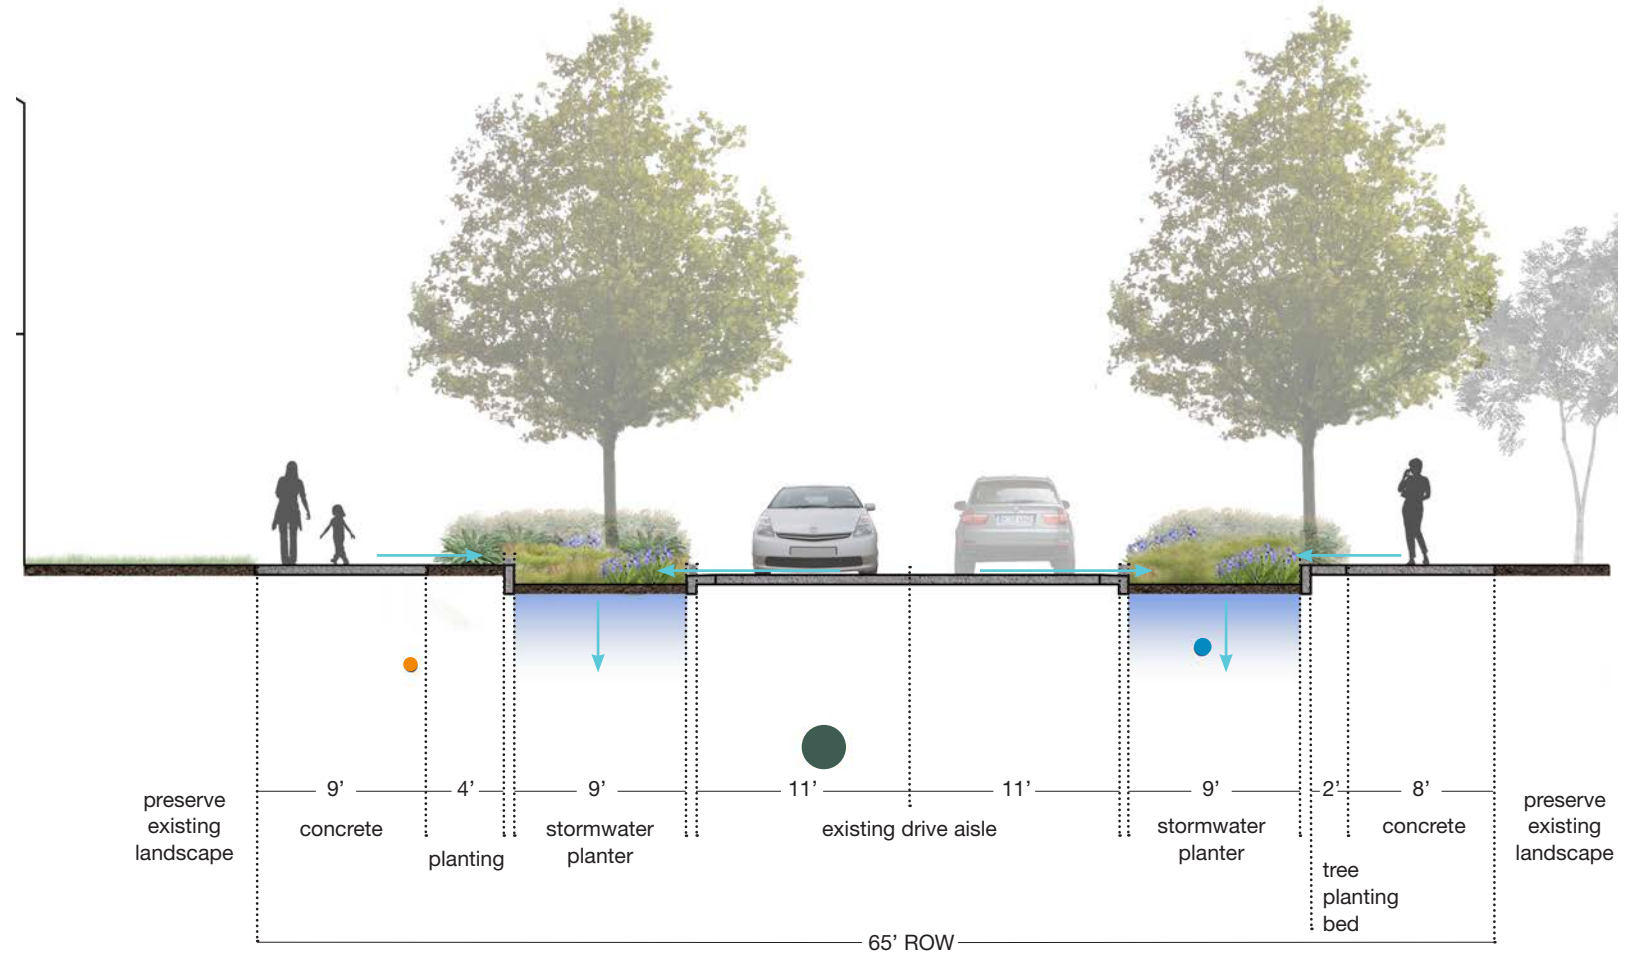 9’
4’
9’
11’
11’
9’
2’
8’
preserve
existing
landscape
concrete
planting
stormwater
planter
existing drive aisle
stormwater
planter
tree
planting
bed
concrete
preserve
existing
landscape
65’ ROW